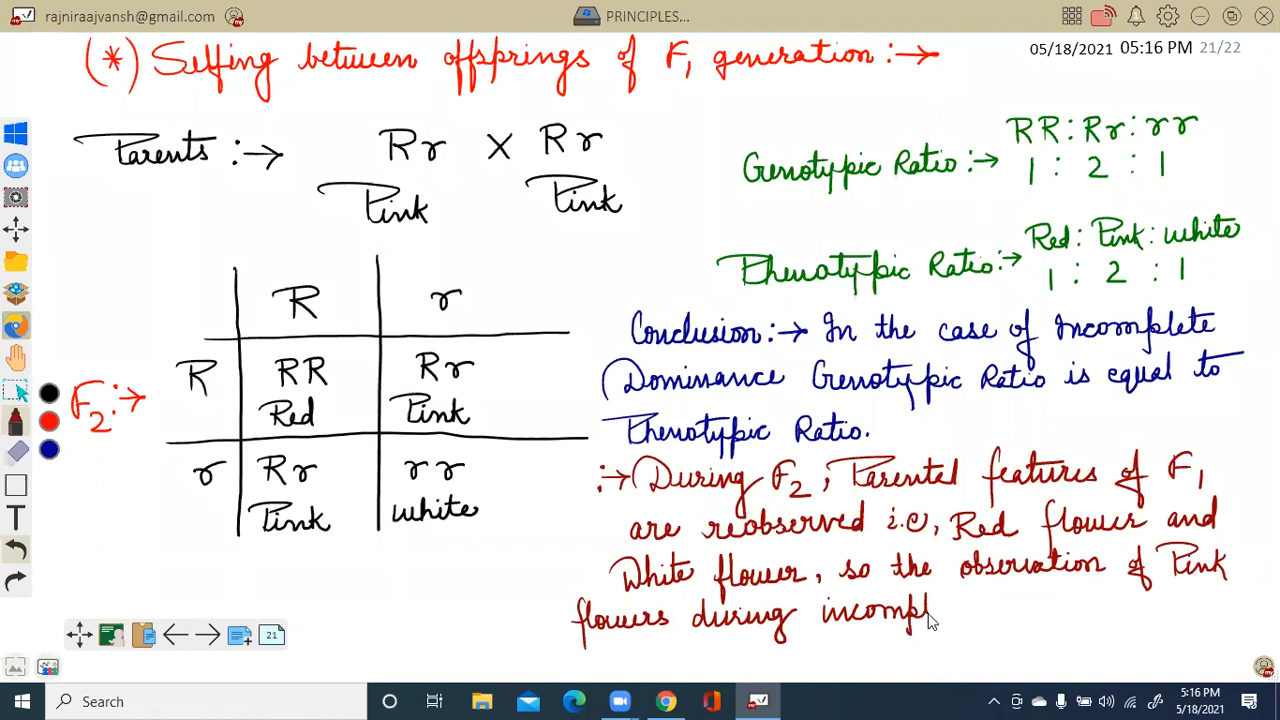 rajniraajvansh@gmail.com
PRINCIPLES...
05/18/2021 05:16 PM 21/22
(*) Selfing between offsprings of F1 generation :→
Parents :→ Rr X Rr
Pink Pink
RR : Rr : rr
Genotypic Ratio :→ 1 : 2 : 1
Red : Pink : white
Phenotypic Ratio :→ 1 : 2 : 1
F2 :→
R r
R RR Rr
Red Pink
r Rr rr
Pink white
Conclusion :→ In the case of Incomplete
Dominance Genotypic Ratio is equal to
Phenotypic Ratio.
:→ During F2, Parental features of F1
are reobserved i.e, Red flower and
White flower, so the observation of Pink
flowers during incompl
21
Search
5:16 PM
5/18/2021